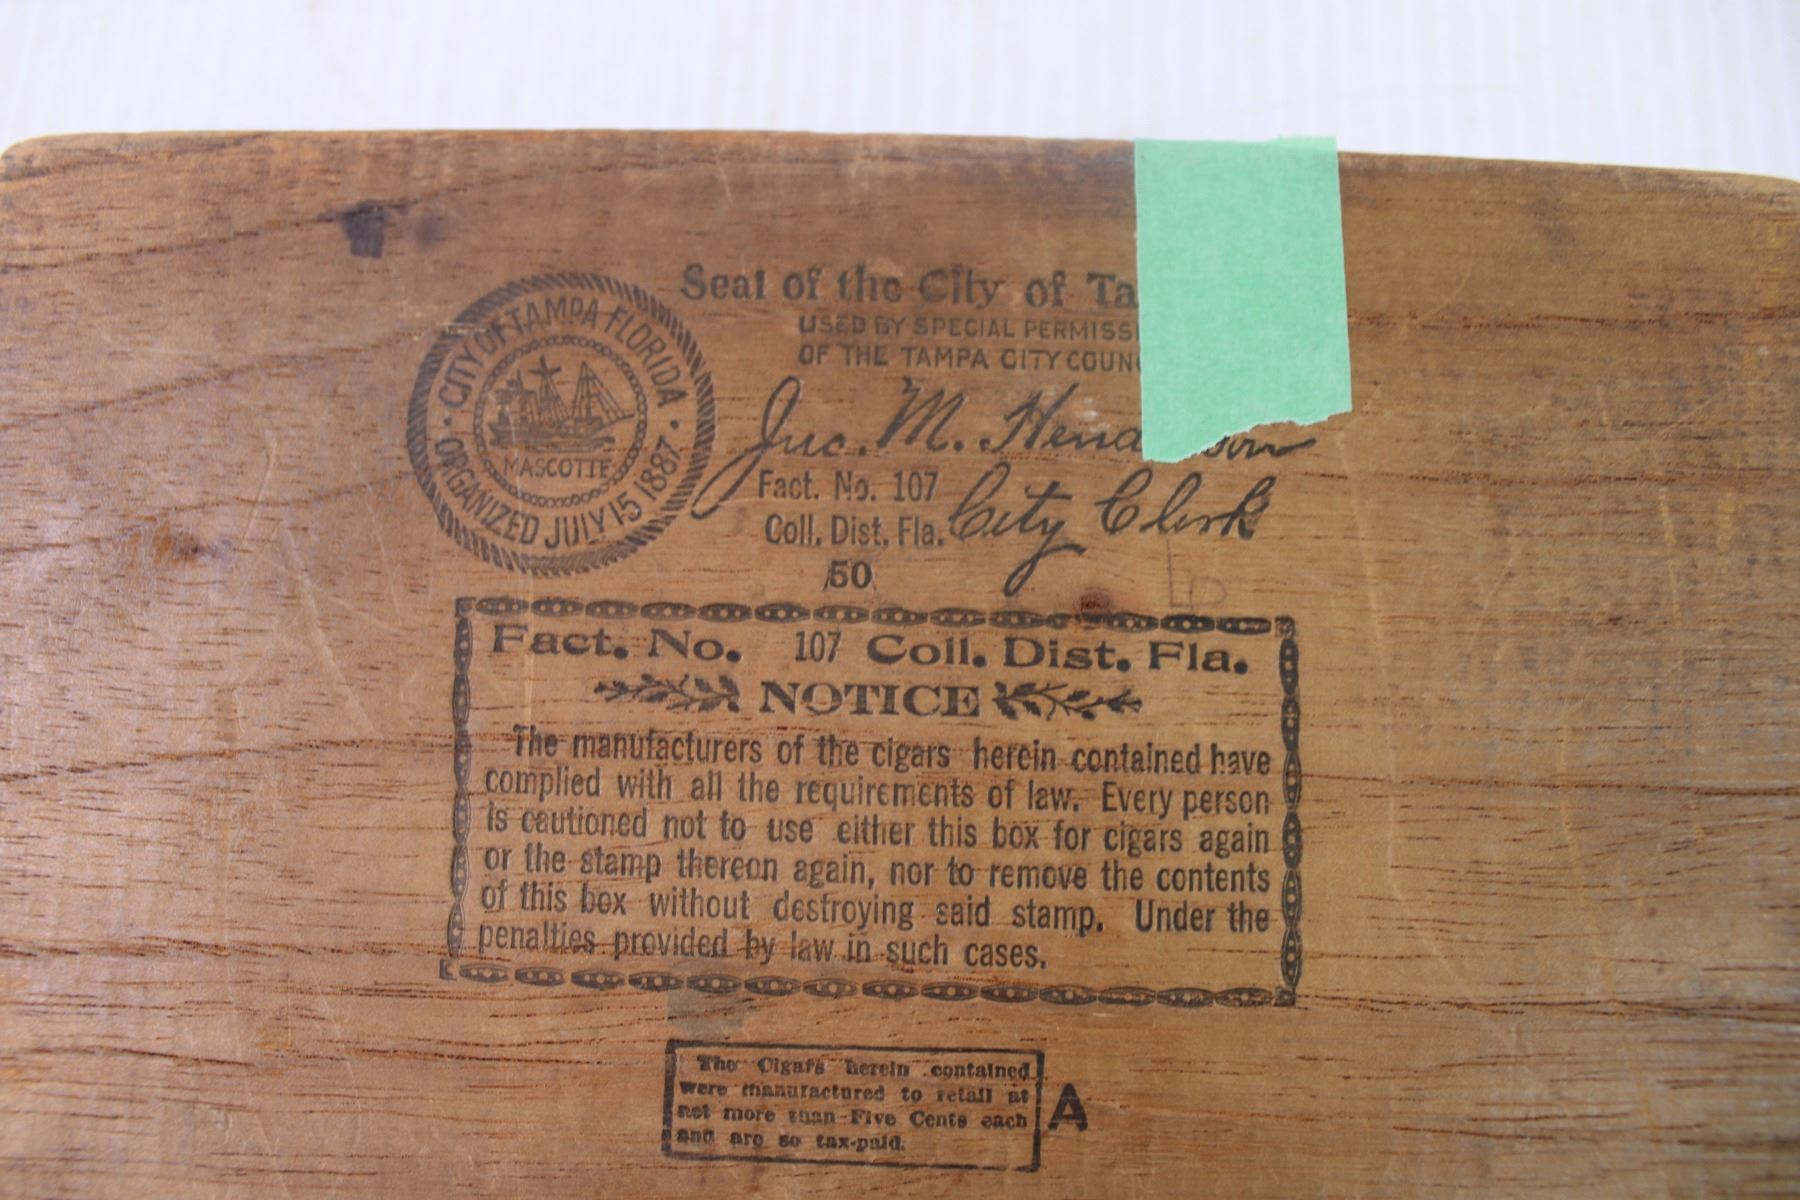 Seal of the City of Ta
USED BY SPECIAL PERMISSI
OF THE TAMPA CITY COUN
CITY OF TAMPA FLORIDA
MASCOTTE
ORGANIZED JULY 15 1887
Jno. M. Hend
City Clerk
Fact. No. 107
Coll. Dist. Fla.
50
Fact. No. 107 Coll. Dist. Fla.
NOTICE
The manufacturers of the cigars herein contained have
complied with all the requirements of law. Every person
is cautioned not to use either this box for cigars again
or the stamp thereon again, nor to remove the contents
of this box without destroying said stamp. Under the
penalties provided by law in such cases.
The Cigars herein contained
were manufactured to retail at
not more than Five Cents each
and are so tax-paid.
A